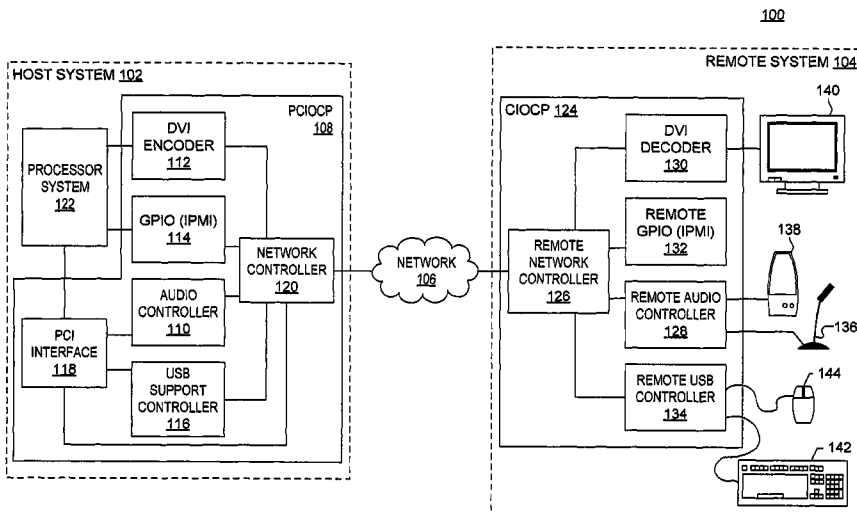 100
HOST SYSTEM 102
PCIOCP
108
PROCESSOR
SYSTEM
122
DVI
ENCODER
112
GPIO (IPMI)
114
AUDIO
CONTROLLER
110
USB
SUPPORT
CONTROLLER
116
PCI
INTERFACE
118
NETWORK
CONTROLLER
120
NETWORK
106
REMOTE SYSTEM 104
CIOCP 124
REMOTE
NETWORK
CONTROLLER
126
DVI
DECODER
130
REMOTE
GPIO (IPMI)
132
REMOTE AUDIO
CONTROLLER
128
REMOTE USB
CONTROLLER
134
140
138
136
144
142